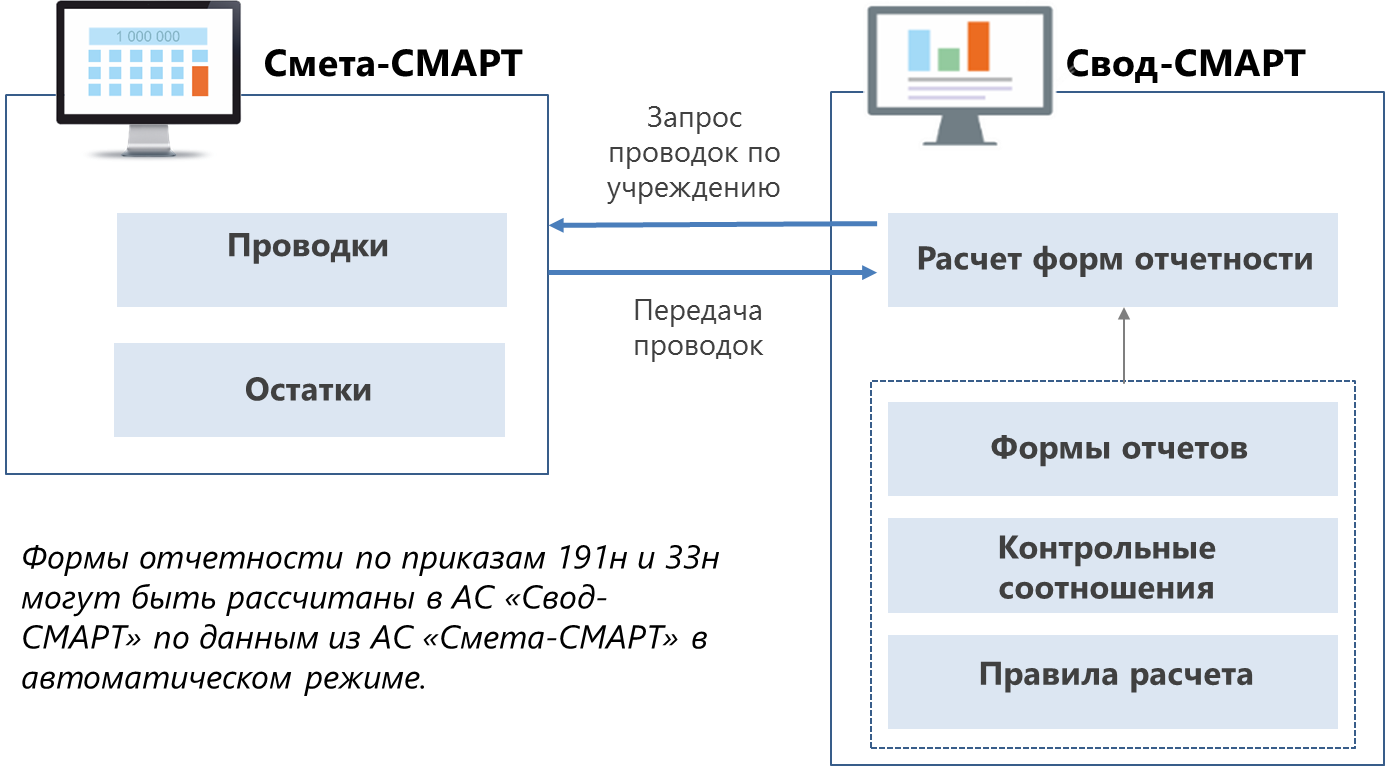 1 000 000
Смета-СМАРТ
Свод-СМАРТ
Запрос
проводок по
учреждению
Проводки
Остатки
Передача
проводок
Расчет форм отчетности
Формы отчетов
Контрольные
соотношения
Правила расчета
Формы отчетности по приказам 191н и 33н
могут быть рассчитаны в АС «Свод-
СМАРТ» по данным из АС «Смета-СМАРТ» в
автоматическом режиме.